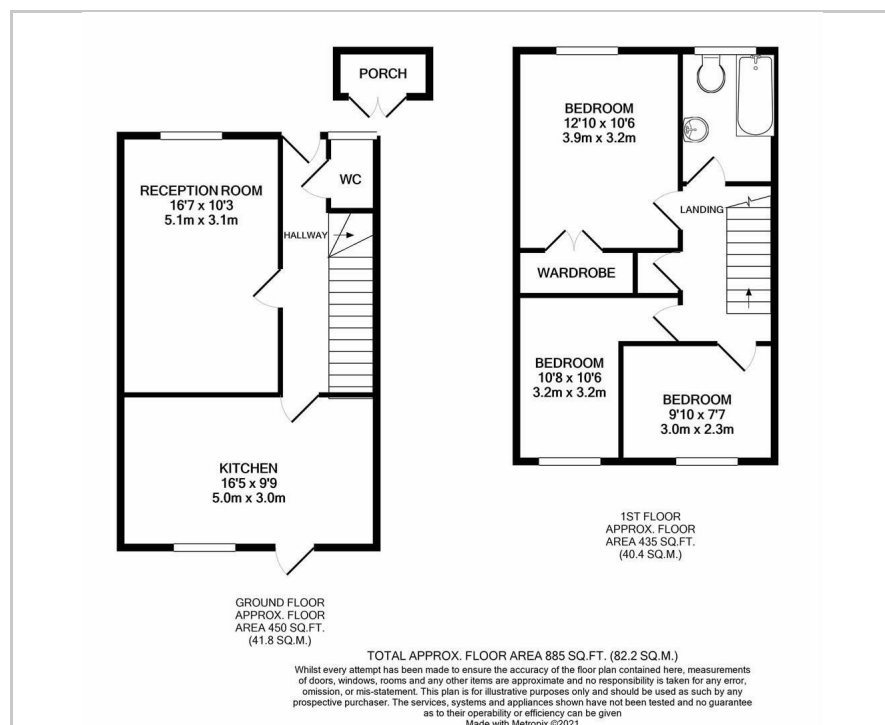 PORCH
RECEPTION ROOM
16'7 x 10'3
5.1m x 3.1m
WC
HALLWAY
KITCHEN
16'5 x 9'9
5.0m x 3.0m
GROUND FLOOR
APPROX. FLOOR
AREA 450 SQ.FT.
(41.8 SQ.M.)
BEDROOM
12'10 x 10'6
3.9m x 3.2m
LANDING
WARDROBE
BEDROOM
10'8 x 10'6
3.2m x 3.2m
BEDROOM
9'10 x 7'7
3.0m x 2.3m
1ST FLOOR
APPROX. FLOOR
AREA 435 SQ.FT.
(40.4 SQ.M.)
TOTAL APPROX. FLOOR AREA 885 SQ.FT. (82.2 SQ.M.)
Whilst every attempt has been made to ensure the accuracy of the floor plan contained here, measurements
of doors, windows, rooms and any other items are approximate and no responsibility is taken for any error,
omission, or mis-statement. This plan is for illustrative purposes only and should be used as such by any
prospective purchaser. The services, systems and appliances shown have not been tested and no guarantee
as to their operability or efficiency can be given
Made with Metropix ©2021